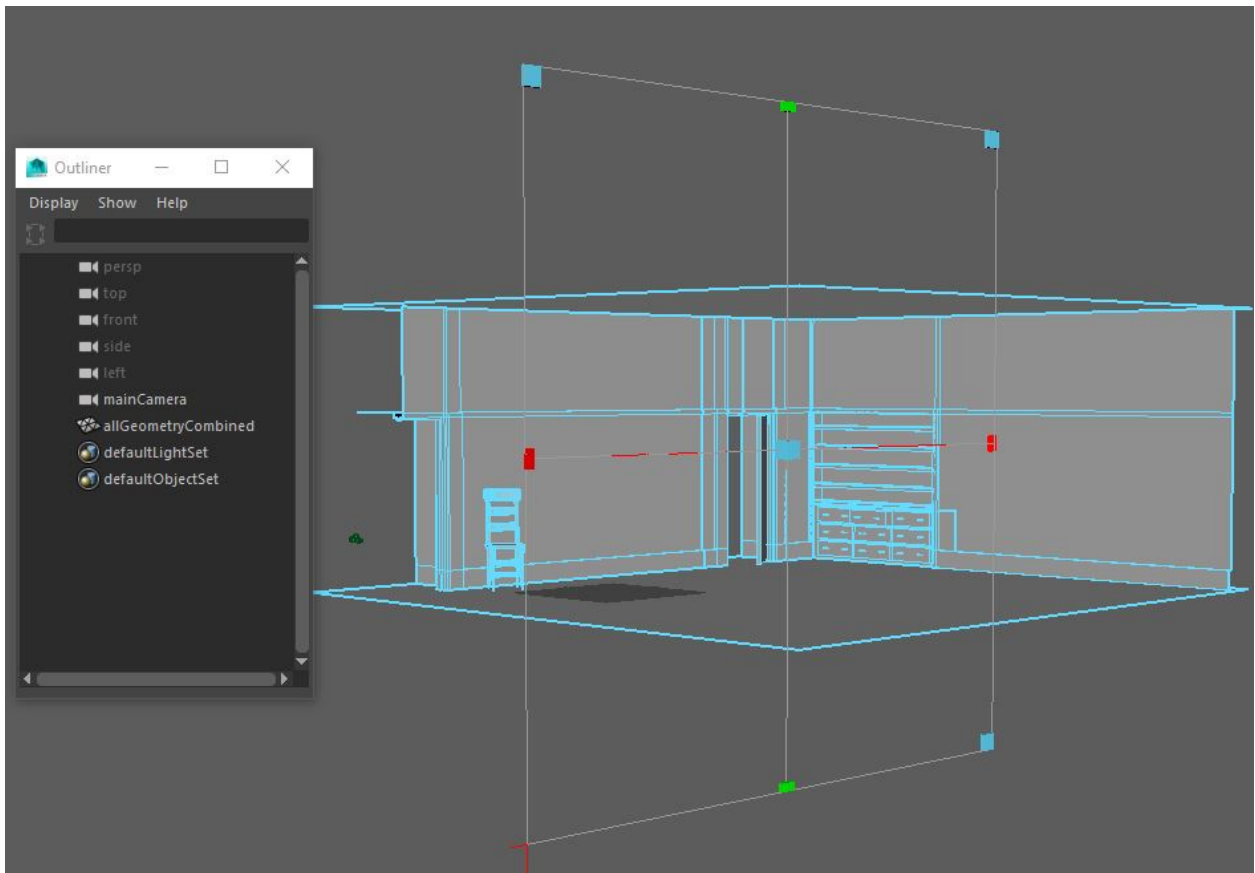 Outliner
Display Show Help
persp
top
front
side
left
mainCamera
allGeometryCombined
defaultLightSet
defaultObjectSet